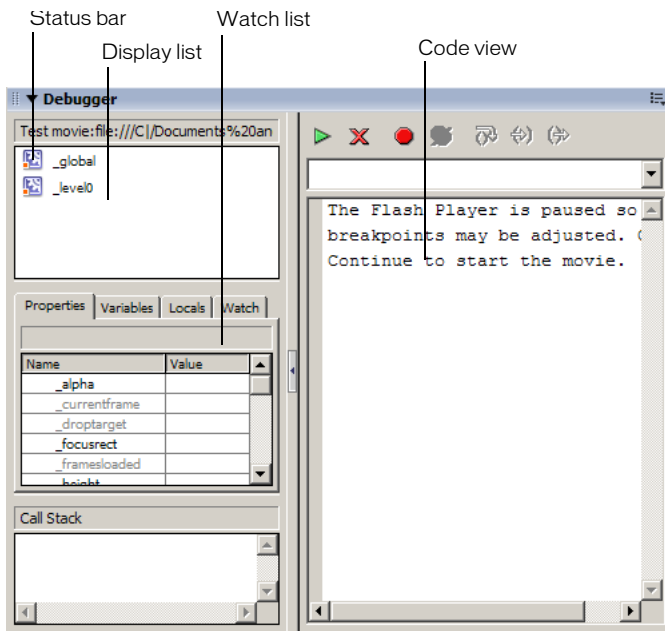 Status bar
Watch list
Display list
Code view
Debugger
Test movie:file:///C|/Documents%20an
_global
_level0
The Flash Player is paused so
breakpoints may be adjusted.
Continue to start the movie.
Properties Variables Locals Watch
Name Value
_alpha
_currentframe
_droptarget
_focusrect
_framesloaded
height
Call Stack